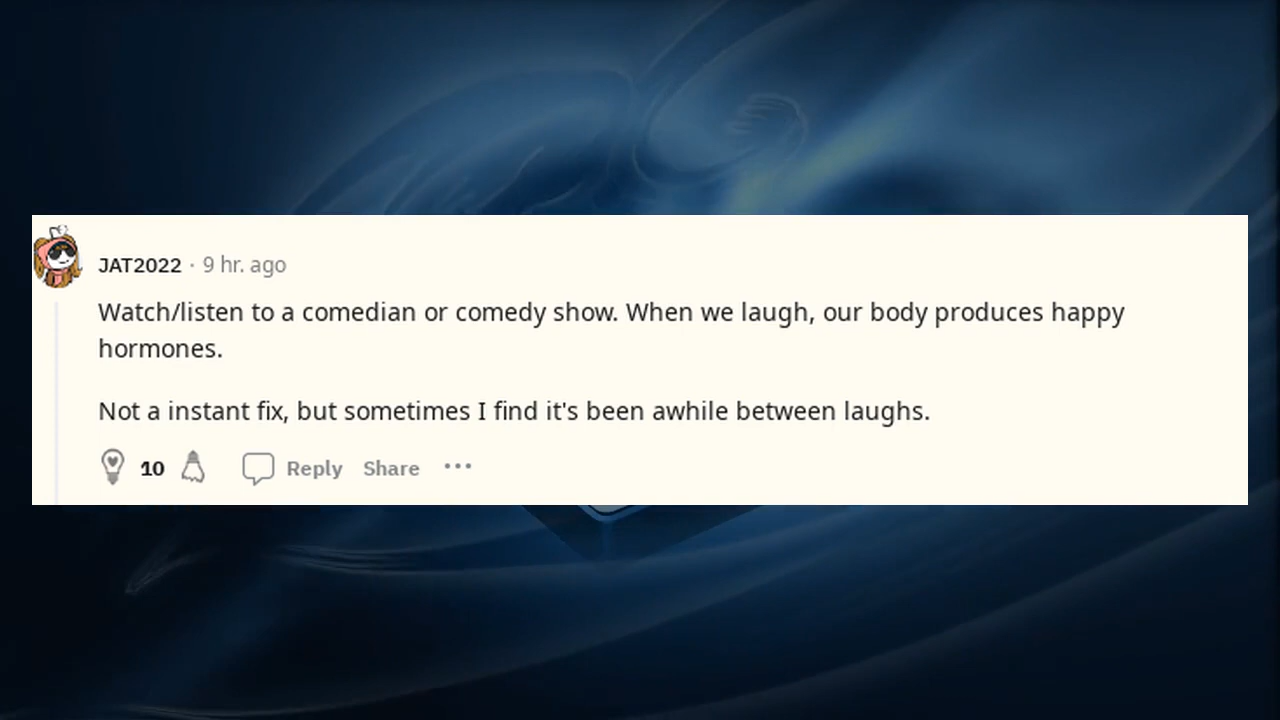 JAT2022 · 9 hr. ago
Watch/listen to a comedian or comedy show. When we laugh, our body produces happy
hormones.
Not a instant fix, but sometimes I find it's been awhile between laughs.
10 Reply Share ···